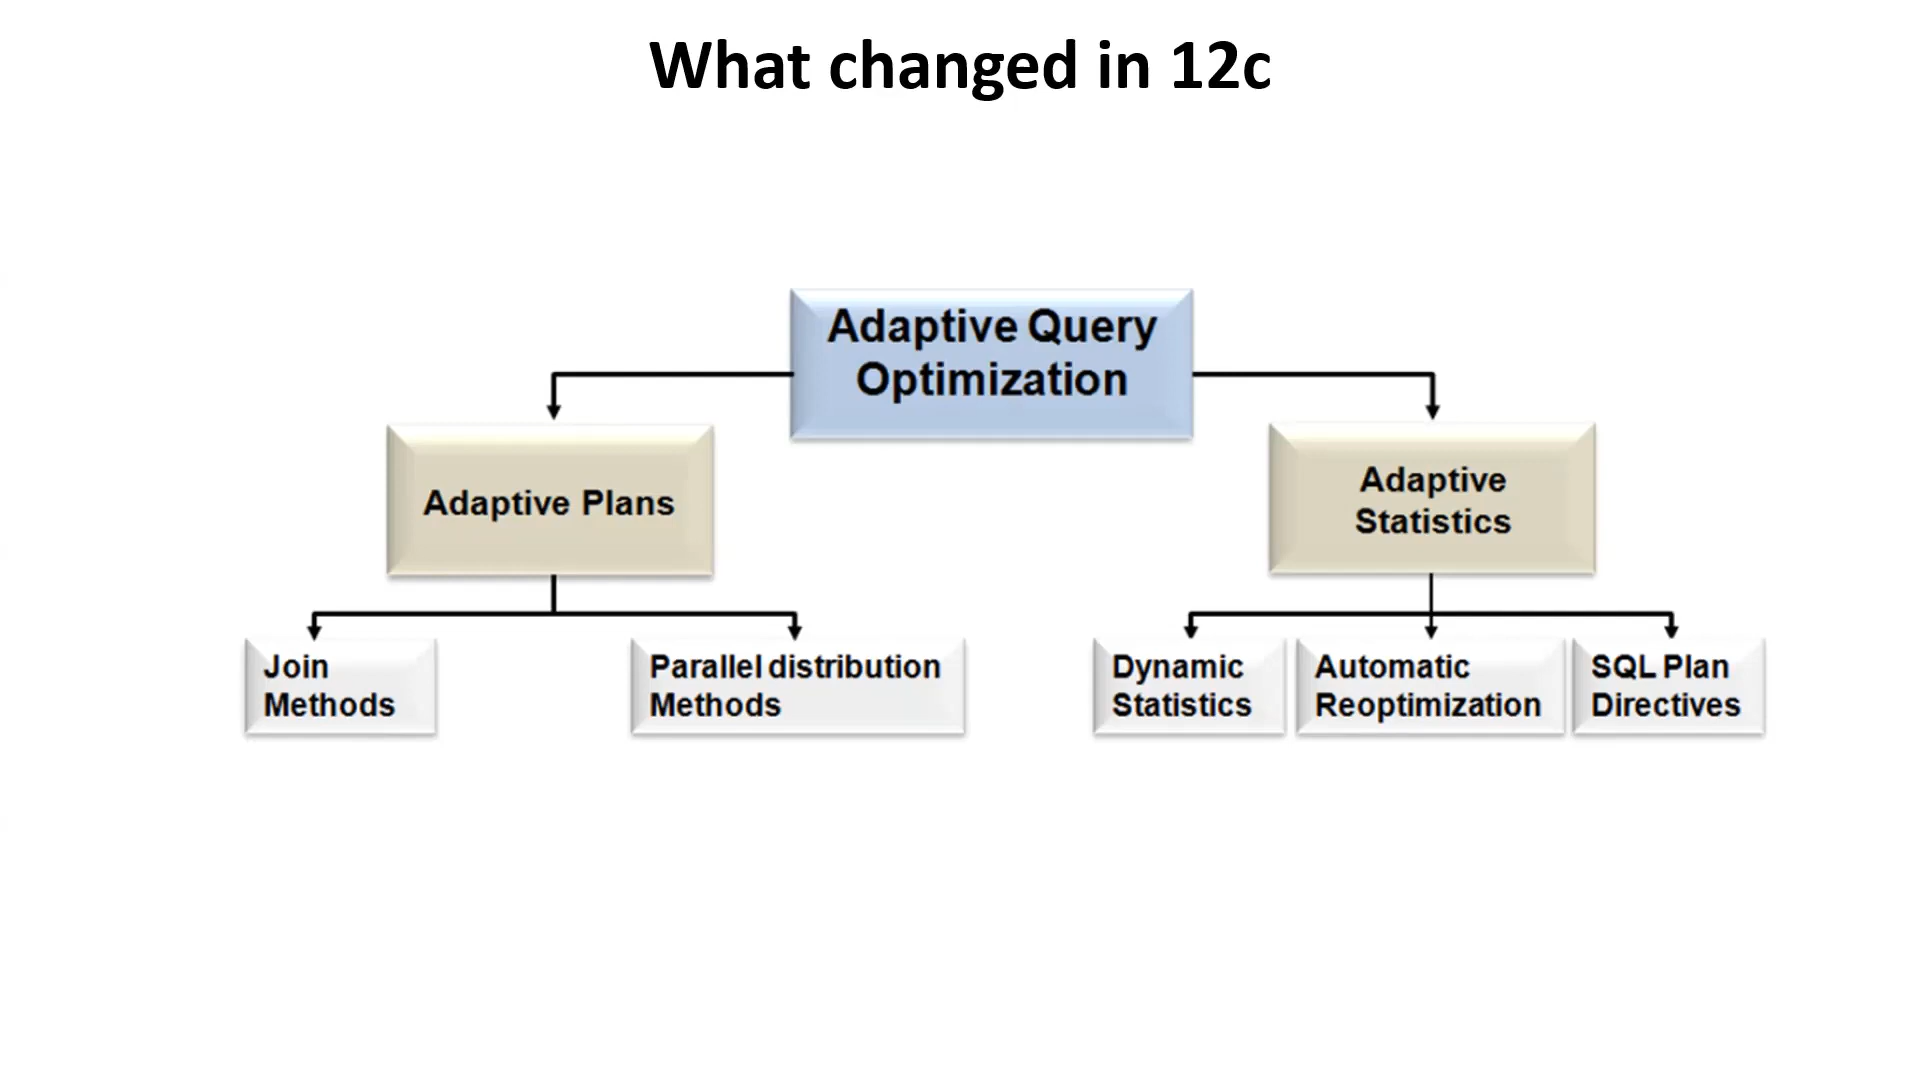 What changed in 12c
Adaptive Query
Optimization
Adaptive Plans
Adaptive
Statistics
Join
Methods
Parallel distribution
Methods
Dynamic
Statistics
Automatic
Reoptimization
SQL Plan
Directives